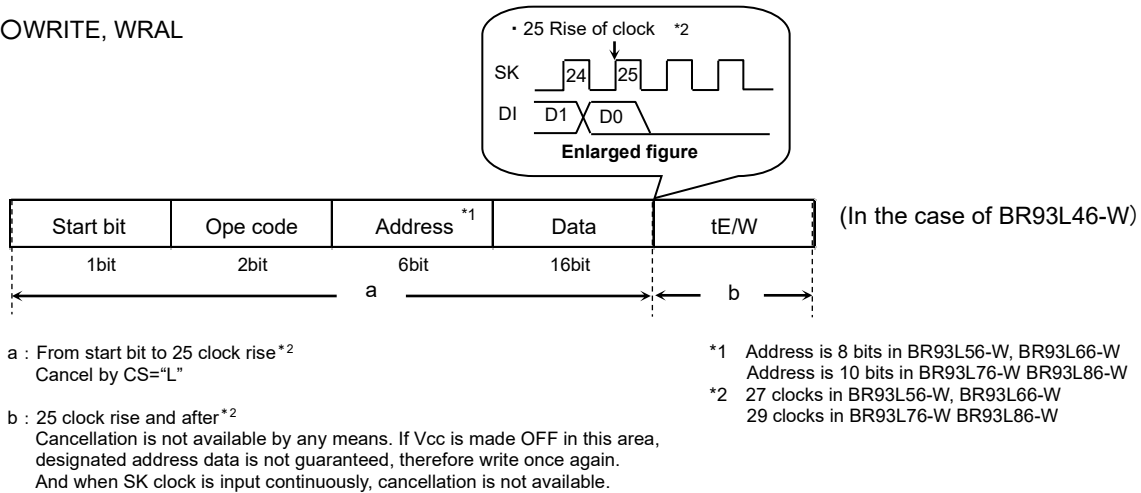 ○WRITE, WRAL
・25 Rise of clock *2
SK 24 25
DI D1 D0
Enlarged figure
Start bit Ope code Address *1 Data tE/W (In the case of BR93L46-W)
1bit 2bit 6bit 16bit
a b
a : From start bit to 25 clock rise*2
Cancel by CS=“L”
b : 25 clock rise and after*2
Cancellation is not available by any means. If Vcc is made OFF in this area,
designated address data is not guaranteed, therefore write once again.
And when SK clock is input continuously, cancellation is not available.
*1 Address is 8 bits in BR93L56-W, BR93L66-W
Address is 10 bits in BR93L76-W BR93L86-W
*2 27 clocks in BR93L56-W, BR93L66-W
29 clocks in BR93L76-W BR93L86-W